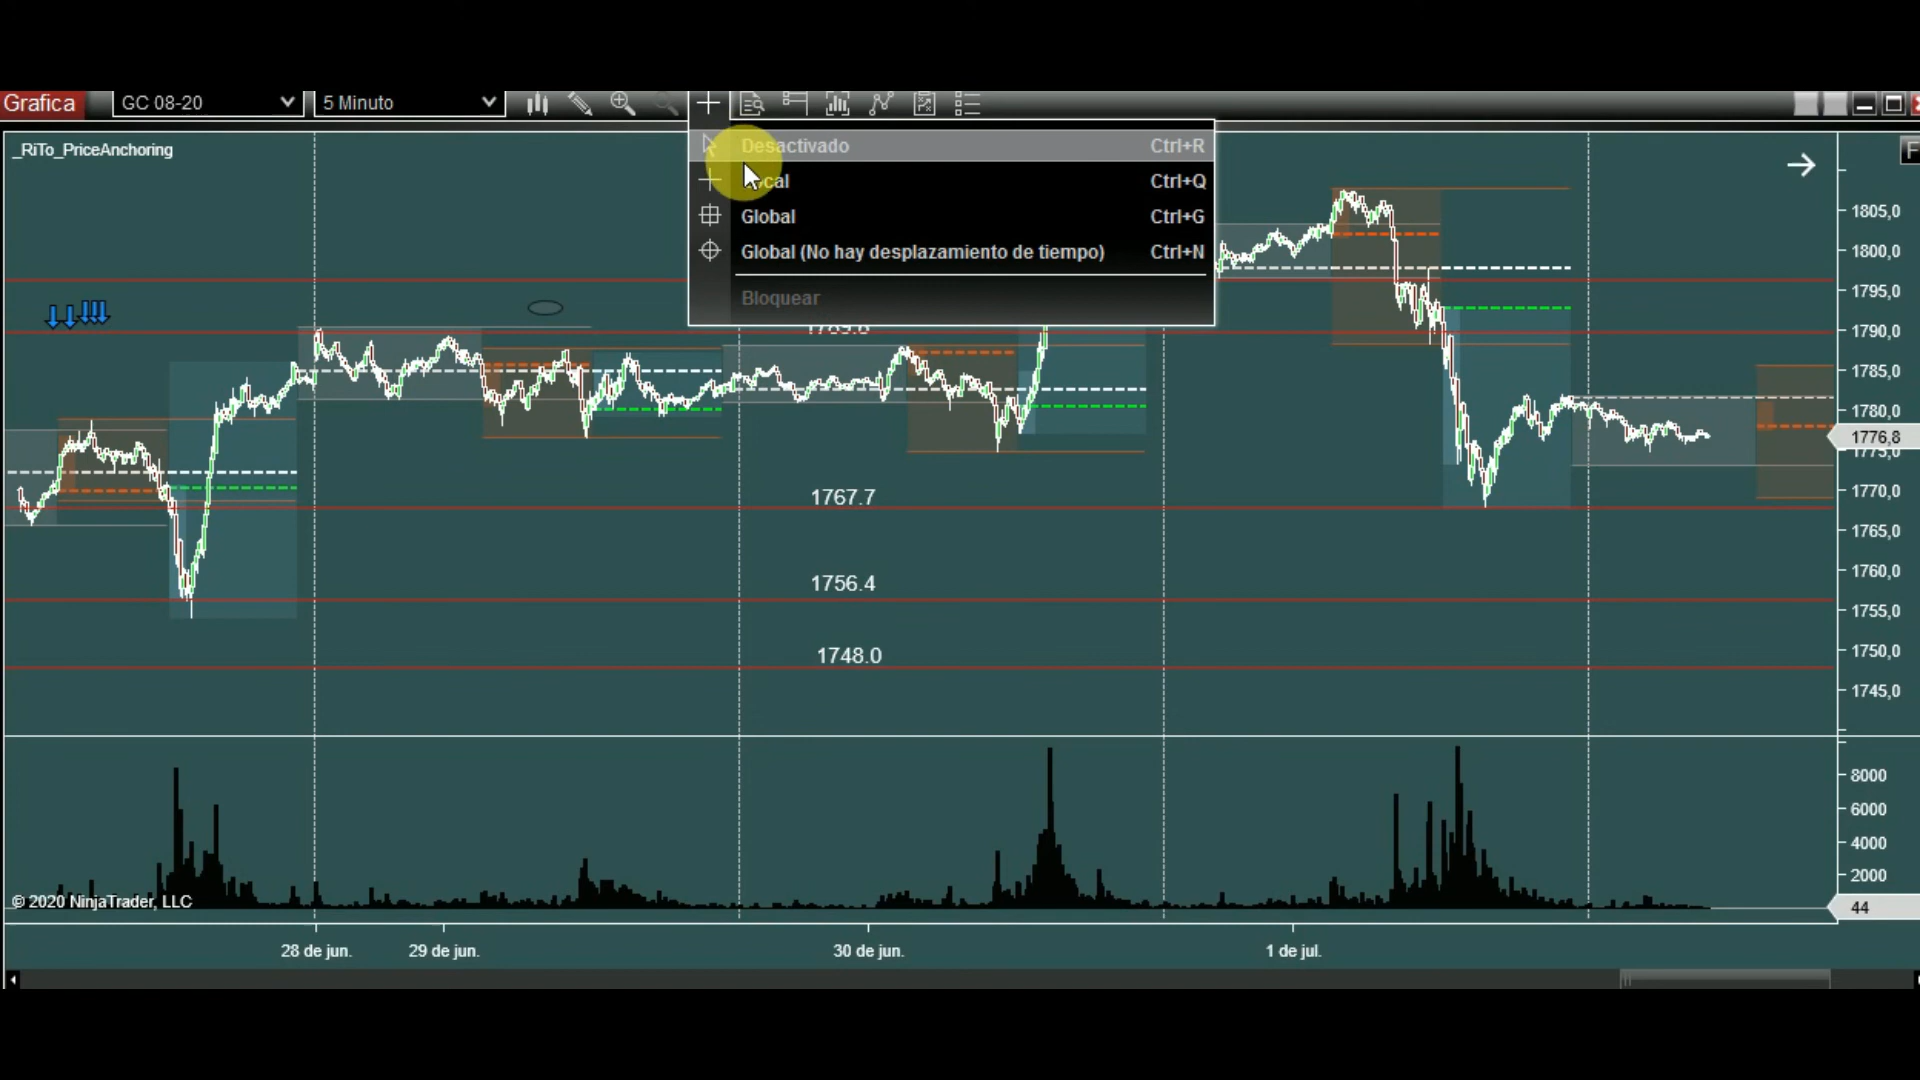 Grafica GC 08-20 5 Minuto
_RiTo_PriceAnchoring
F
Desactivado Ctrl+R
Ctrl+Q
Global Ctrl+G
Global (No hay desplazamiento de tiempo) Ctrl+N
Bloquear
1767.7
1756.4
1748.0
1805,0
1800,0
1795,0
1790,0
1785,0
1780,0
1776,8
1775,0
1770,0
1765,0
1760,0
1755,0
1750,0
1745,0
8000
6000
4000
2000
44
© 2020 NinjaTrader, LLC
28 de jun. 29 de jun. 30 de jun. 1 de jul.